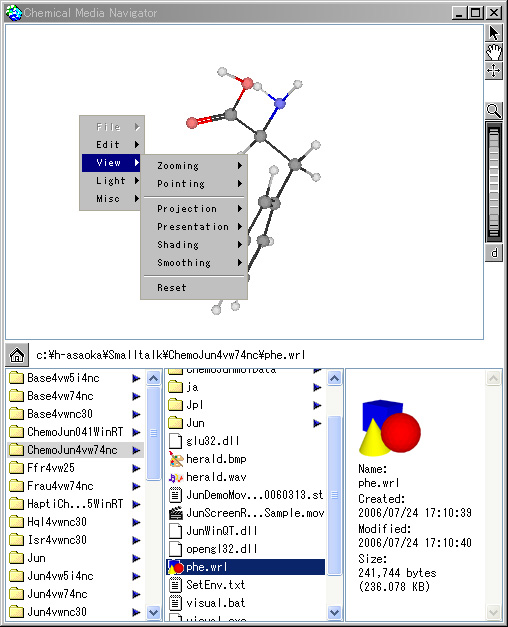 Chemical Media Navigator
File
Edit
View
Light
Misc
Zooming
Pointing
Projection
Presentation
Shading
Smoothing
Reset
d
c:¥h-asaoka¥Smalltalk¥ChemoJun4vw74nc¥phe.wrl
Base4vw5i4nc
Base4vw74nc
Base4vwnc30
ChemoJun041WinRT
ChemoJun4vw74nc
Ffr4vw25
Frau4vw74nc
HaptiCh...5WinRT
Hql4vwnc30
Isr4vwnc30
Jun
Jun4vw5i4nc
Jun4vw74nc
Jun4vwnc30
ChemoJunmolData
ja
Jpl
Jun
glu32.dll
herald.bmp
herald.wav
JunDemoMov...0060313.st
JunScreenR...Sample.mov
JunWinQT.dll
opengl32.dll
phe.wrl
SetEnv.txt
visual.bat
visual.exe
Name:
phe.wrl
Created:
2006/07/24 17:10:39
Modified:
2006/07/24 17:10:40
Size:
241,744 bytes
(236.078 KB)